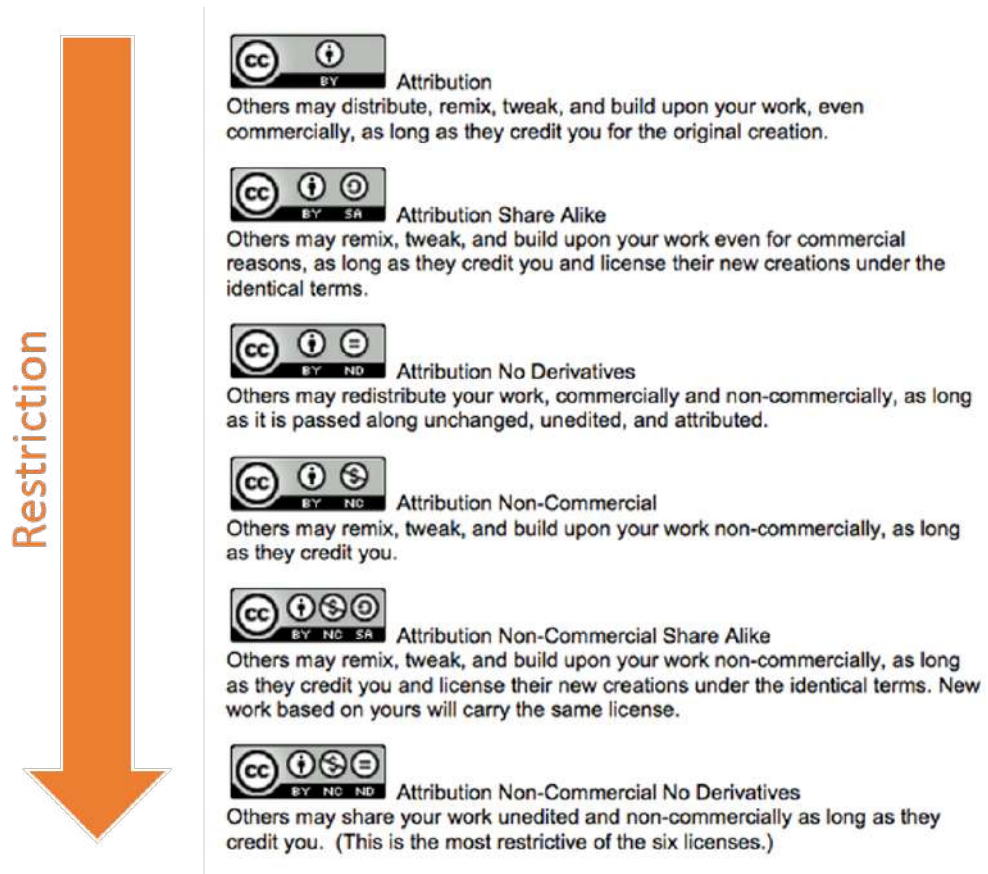 Restriction
cc BY Attribution
Others may distribute, remix, tweak, and build upon your work, even
commercially, as long as they credit you for the original creation.
cc BY SA Attribution Share Alike
Others may remix, tweak, and build upon your work even for commercial
reasons, as long as they credit you and license their new creations under the
identical terms.
cc BY ND Attribution No Derivatives
Others may redistribute your work, commercially and non-commercially, as long
as it is passed along unchanged, unedited, and attributed.
cc BY NC Attribution Non-Commercial
Others may remix, tweak, and build upon your work non-commercially, as long
as they credit you.
cc BY NC SA Attribution Non-Commercial Share Alike
Others may remix, tweak, and build upon your work non-commercially, as long
as they credit you and license their new creations under the identical terms. New
work based on yours will carry the same license.
cc BY NC ND Attribution Non-Commercial No Derivatives
Others may share your work unedited and non-commercially as long as they
credit you. (This is the most restrictive of the six licenses.)